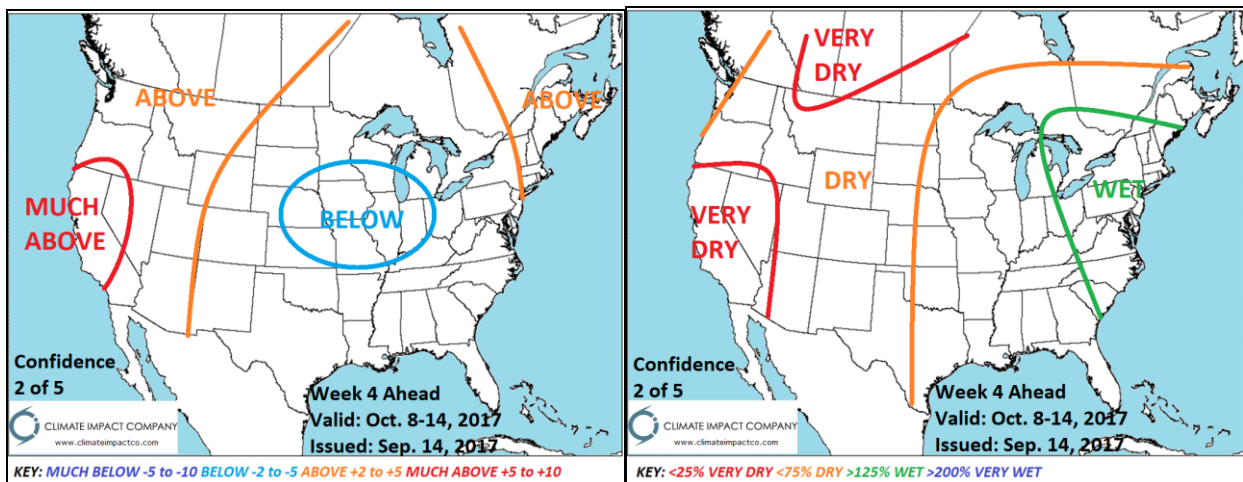 ABOVE
ABOVE
MUCH
ABOVE
BELOW
Confidence
2 of 5
Week 4 Ahead
Valid: Oct. 8-14, 2017
Issued: Sep. 14, 2017
CLIMATE IMPACT COMPANY
www.climateimpactco.com
KEY: MUCH BELOW -5 to -10 BELOW -2 to -5 ABOVE +2 to +5 MUCH ABOVE +5 to +10
VERY
DRY
DRY
WET
VERY
DRY
Confidence
2 of 5
Week 4 Ahead
Valid: Oct. 8-14, 2017
Issued: Sep. 14, 2017
CLIMATE IMPACT COMPANY
www.climateimpactco.com
KEY: <25% VERY DRY <75% DRY >125% WET >200% VERY WET